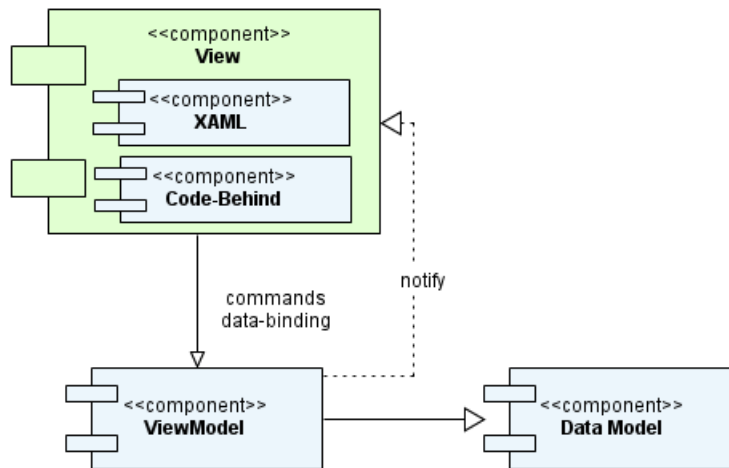 <<component>>
View
<<component>>
XAML
<<component>>
Code-Behind
commands
data-binding
notify
<<component>>
ViewModel
<<component>>
Data Model